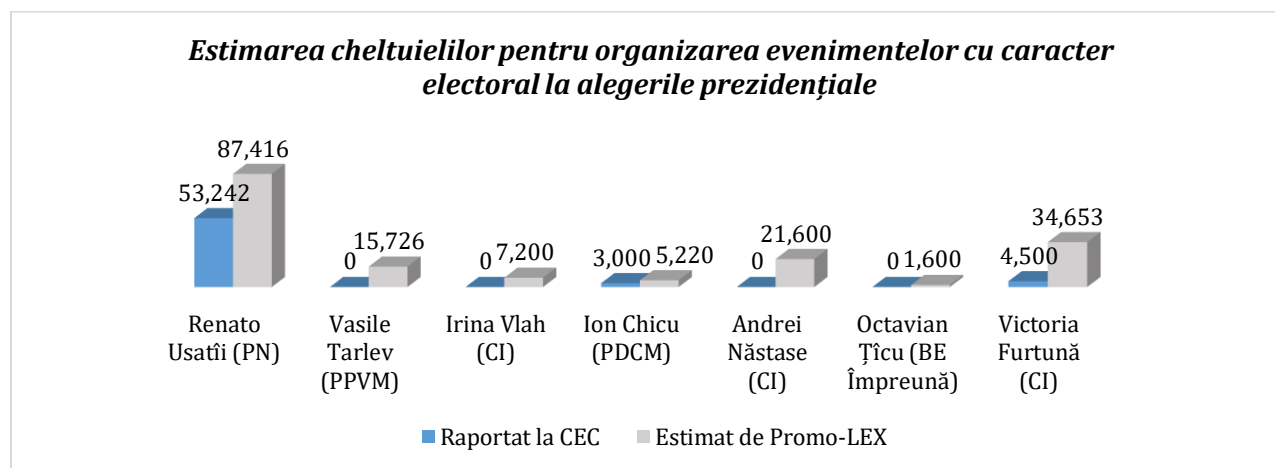 Estimarea cheltuielilor pentru organizarea evenimentelor cu caracter
electoral la alegerile prezidențiale
87,416
53,242
0 15,726
0 7,200
3,000 5,220
0 21,600
0 1,600
4,500 34,653
Renato
Usatîi (PN)
Vasile
Tarlev
(PPVM)
Irina Vlah
(CI)
Ion Chicu
(PDCM)
Andrei
Năstase
(CI)
Octavian
Țîcu (BE
Împreună)
Victoria
Furtună
(CI)
Raportat la CEC Estimat de Promo-LEX